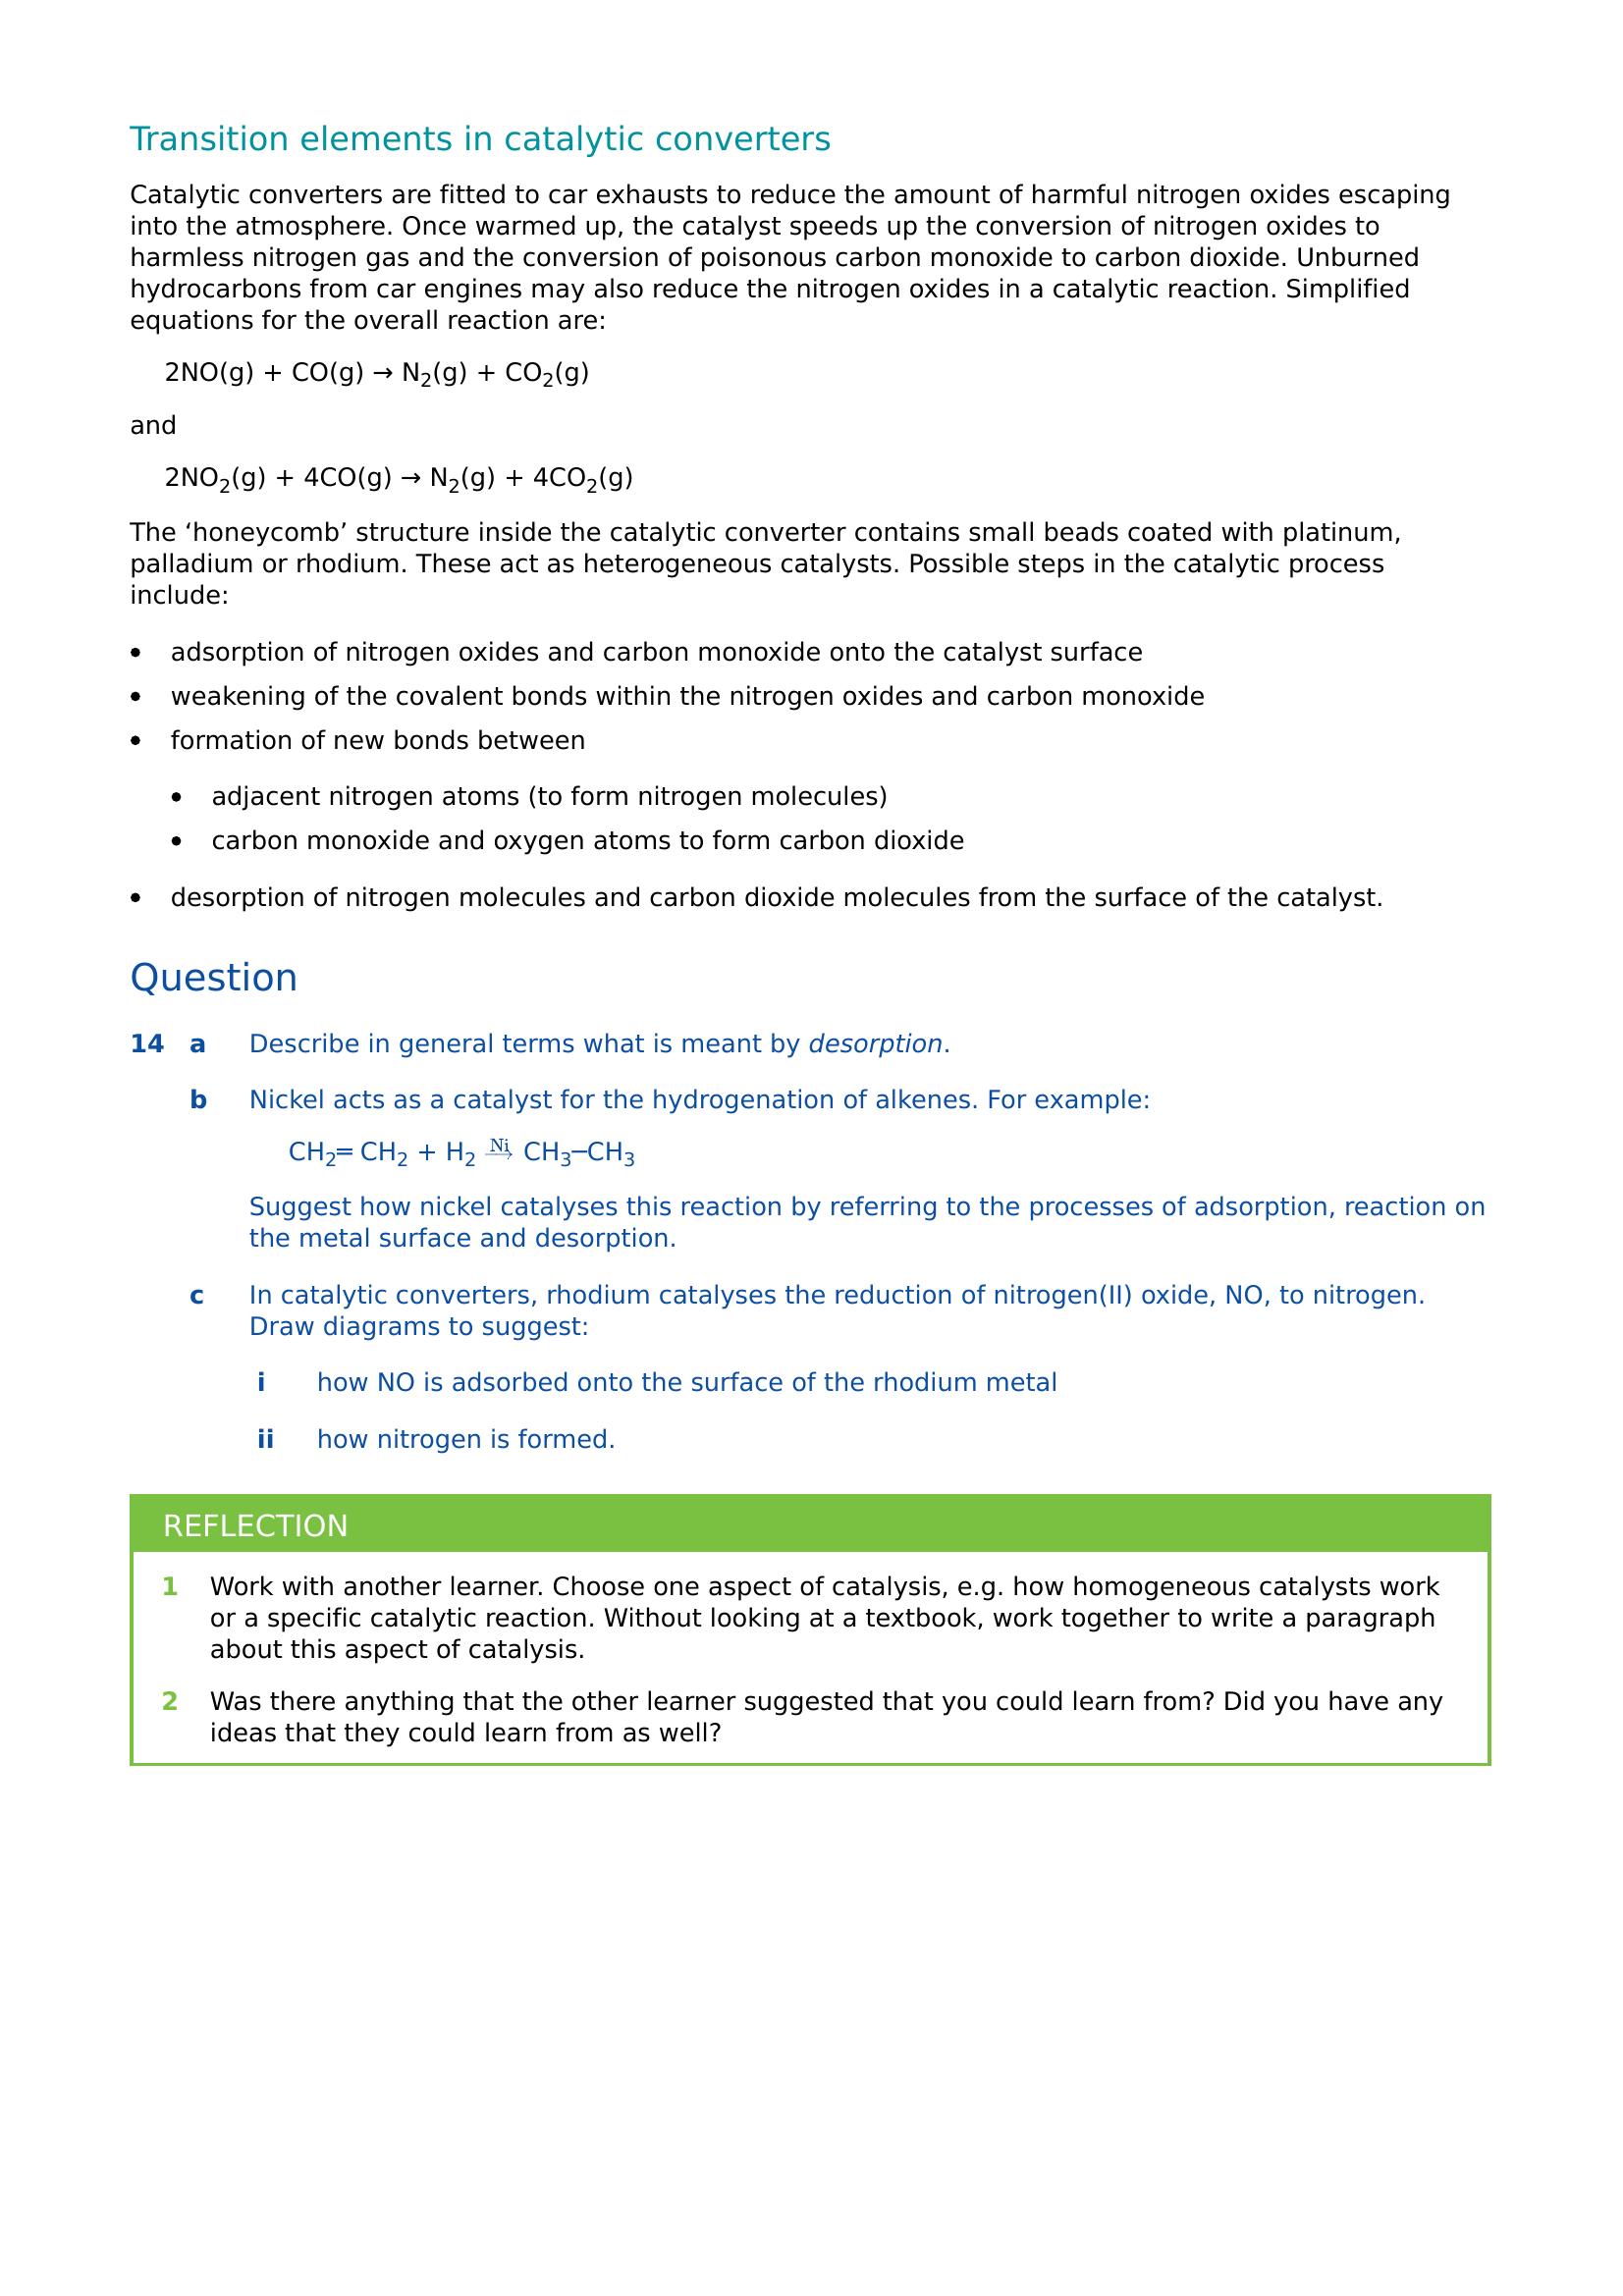 Transition elements in catalytic converters
Catalytic converters are fitted to car exhausts to reduce the amount of harmful nitrogen oxides escaping
into the atmosphere. Once warmed up, the catalyst speeds up the conversion of nitrogen oxides to
harmless nitrogen gas and the conversion of poisonous carbon monoxide to carbon dioxide. Unburned
hydrocarbons from car engines may also reduce the nitrogen oxides in a catalytic reaction. Simplified
equations for the overall reaction are:
2NO(g) + CO(g) → N₂(g) + CO₂(g)
and
2NO₂(g) + 4CO(g) → N₂(g) + 4CO₂(g)
The ‘honeycomb’ structure inside the catalytic converter contains small beads coated with platinum,
palladium or rhodium. These act as heterogeneous catalysts. Possible steps in the catalytic process
include:
• adsorption of nitrogen oxides and carbon monoxide onto the catalyst surface
• weakening of the covalent bonds within the nitrogen oxides and carbon monoxide
• formation of new bonds between
• adjacent nitrogen atoms (to form nitrogen molecules)
• carbon monoxide and oxygen atoms to form carbon dioxide
• desorption of nitrogen molecules and carbon dioxide molecules from the surface of the catalyst.
Question
14 a Describe in general terms what is meant by desorption.
b Nickel acts as a catalyst for the hydrogenation of alkenes. For example:
CH₂= CH₂ + H₂ —Ni→ CH₃−CH₃
Suggest how nickel catalyses this reaction by referring to the processes of adsorption, reaction on
the metal surface and desorption.
c In catalytic converters, rhodium catalyses the reduction of nitrogen(II) oxide, NO, to nitrogen.
Draw diagrams to suggest:
i how NO is adsorbed onto the surface of the rhodium metal
ii how nitrogen is formed.
REFLECTION
1 Work with another learner. Choose one aspect of catalysis, e.g. how homogeneous catalysts work
or a specific catalytic reaction. Without looking at a textbook, work together to write a paragraph
about this aspect of catalysis.
2 Was there anything that the other learner suggested that you could learn from? Did you have any
ideas that they could learn from as well?